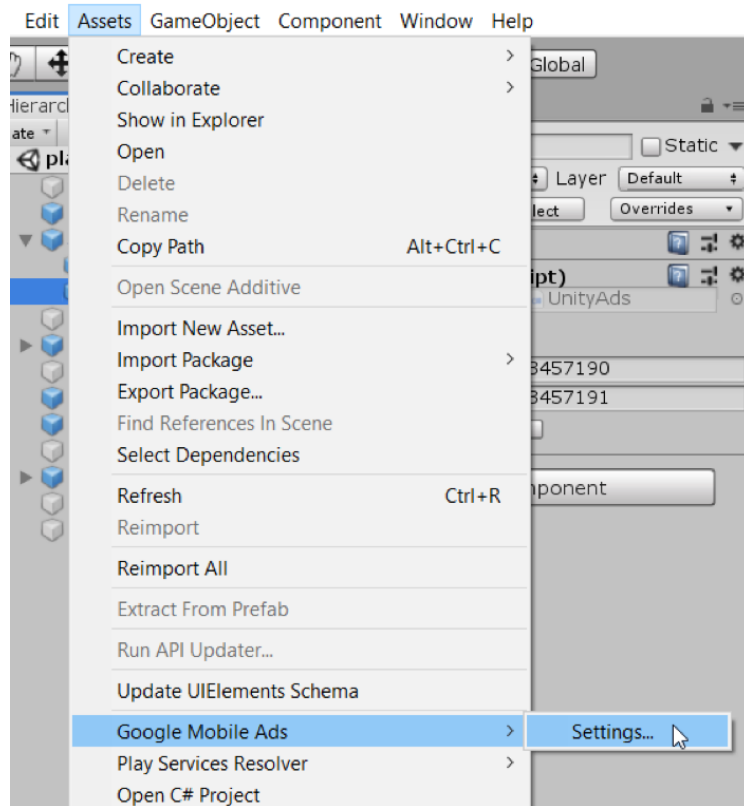 Edit Assets GameObject Component Window Help
Create
Global
Collaborate
Show in Explorer
ate
Static
Open
Delete
Layer Default
Rename
Overrides
Copy Path Alt+Ctrl+C
Open Scene Additive
UnityAds
Import New Asset...
Import Package
3457190
Export Package...
3457191
Find References In Scene
Select Dependencies
Refresh Ctrl+R
Reimport
Reimport All
Extract From Prefab
Run API Updater...
Update UIElements Schema
Google Mobile Ads Settings...
Play Services Resolver
Open C# Project